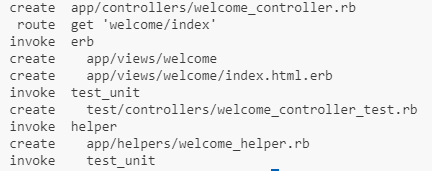 create  app/controllers/welcome_controller.rb
route  get 'welcome/index'
invoke  erb
create    app/views/welcome
create    app/views/welcome/index.html.erb
invoke  test_unit
create    test/controllers/welcome_controller_test.rb
invoke  helper
create    app/helpers/welcome_helper.rb
invoke    test_unit